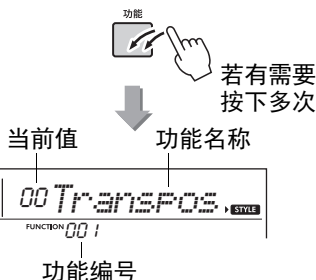 功能
若有需要
按下多次
当前值
功能名称
00 Transpos. STYLE
FUNCTION 001
功能编号